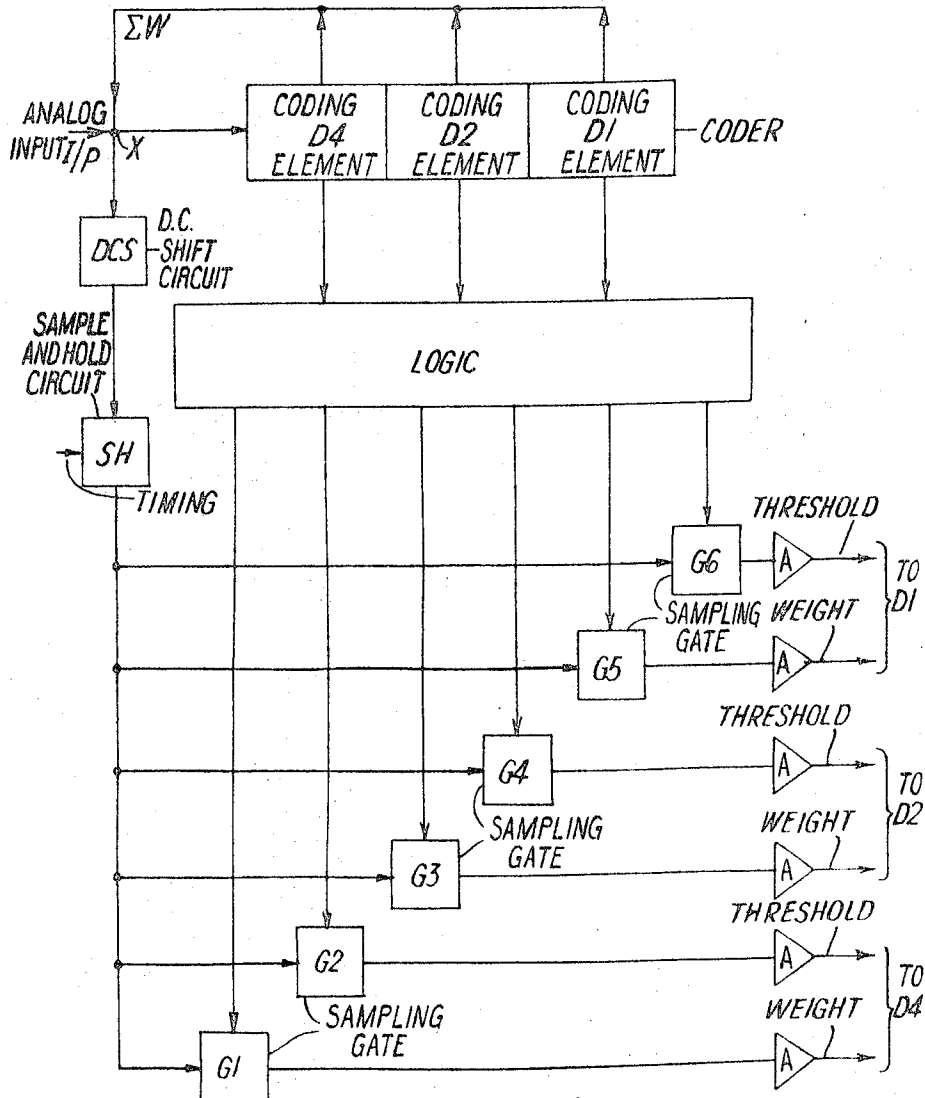 ΣW
ANALOG
INPUT I/P
X
CODING
D4
ELEMENT
CODING
D2
ELEMENT
CODING
D1
ELEMENT
CODER
DCS
D.C.
SHIFT
CIRCUIT
SAMPLE
AND HOLD
CIRCUIT
LOGIC
SH
TIMING
G6
A
THRESHOLD
SAMPLING
GATE
G5
A
WEIGHT
TO
D1
G4
A
THRESHOLD
SAMPLING
GATE
G3
A
WEIGHT
TO
D2
G2
A
THRESHOLD
SAMPLING
GATE
G1
A
WEIGHT
TO
D4